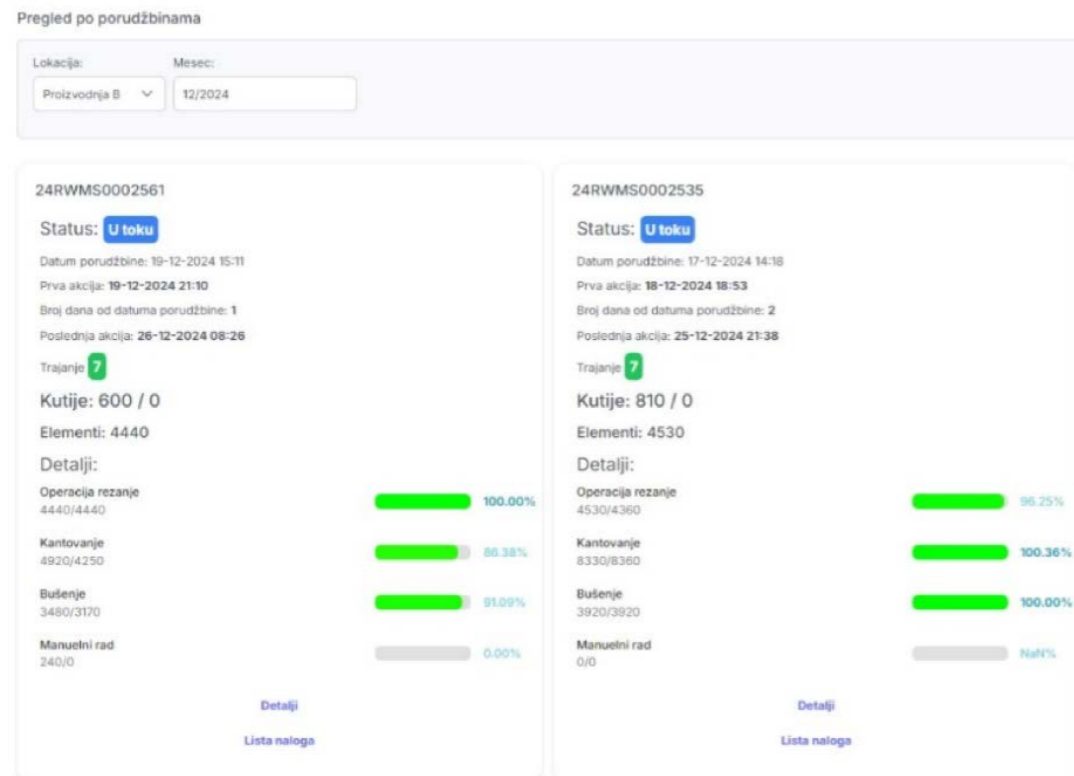 Pregled po porudžbinama
Lokacija: Mesec:
Proizvodnja B 12/2024
24RWMS0002561
Status: U toku
Datum porudžbine: 19-12-2024 15:11
Prva akcija: 19-12-2024 21:10
Broj dana od datuma porudžbine: 1
Poslednja akcija: 26-12-2024 08:26
Trajanje 7
Kutije: 600 / 0
Elementi: 4440
Detalji:
Operacija rezanje
4440/4440 100.00%
Kantovanje
4920/4250 86.38%
Bušenje
3480/3170 91.09%
Manuelni rad
240/0 0.00%
Detalji
Lista naloga
24RWMS0002535
Status: U toku
Datum porudžbine: 17-12-2024 14:18
Prva akcija: 18-12-2024 18:53
Broj dana od datuma porudžbine: 2
Poslednja akcija: 25-12-2024 21:38
Trajanje 7
Kutije: 810 / 0
Elementi: 4530
Detalji:
Operacija rezanje
4530/4360 96.25%
Kantovanje
8330/8360 100.36%
Bušenje
3920/3920 100.00%
Manuelni rad
0/0 NaN%
Detalji
Lista naloga